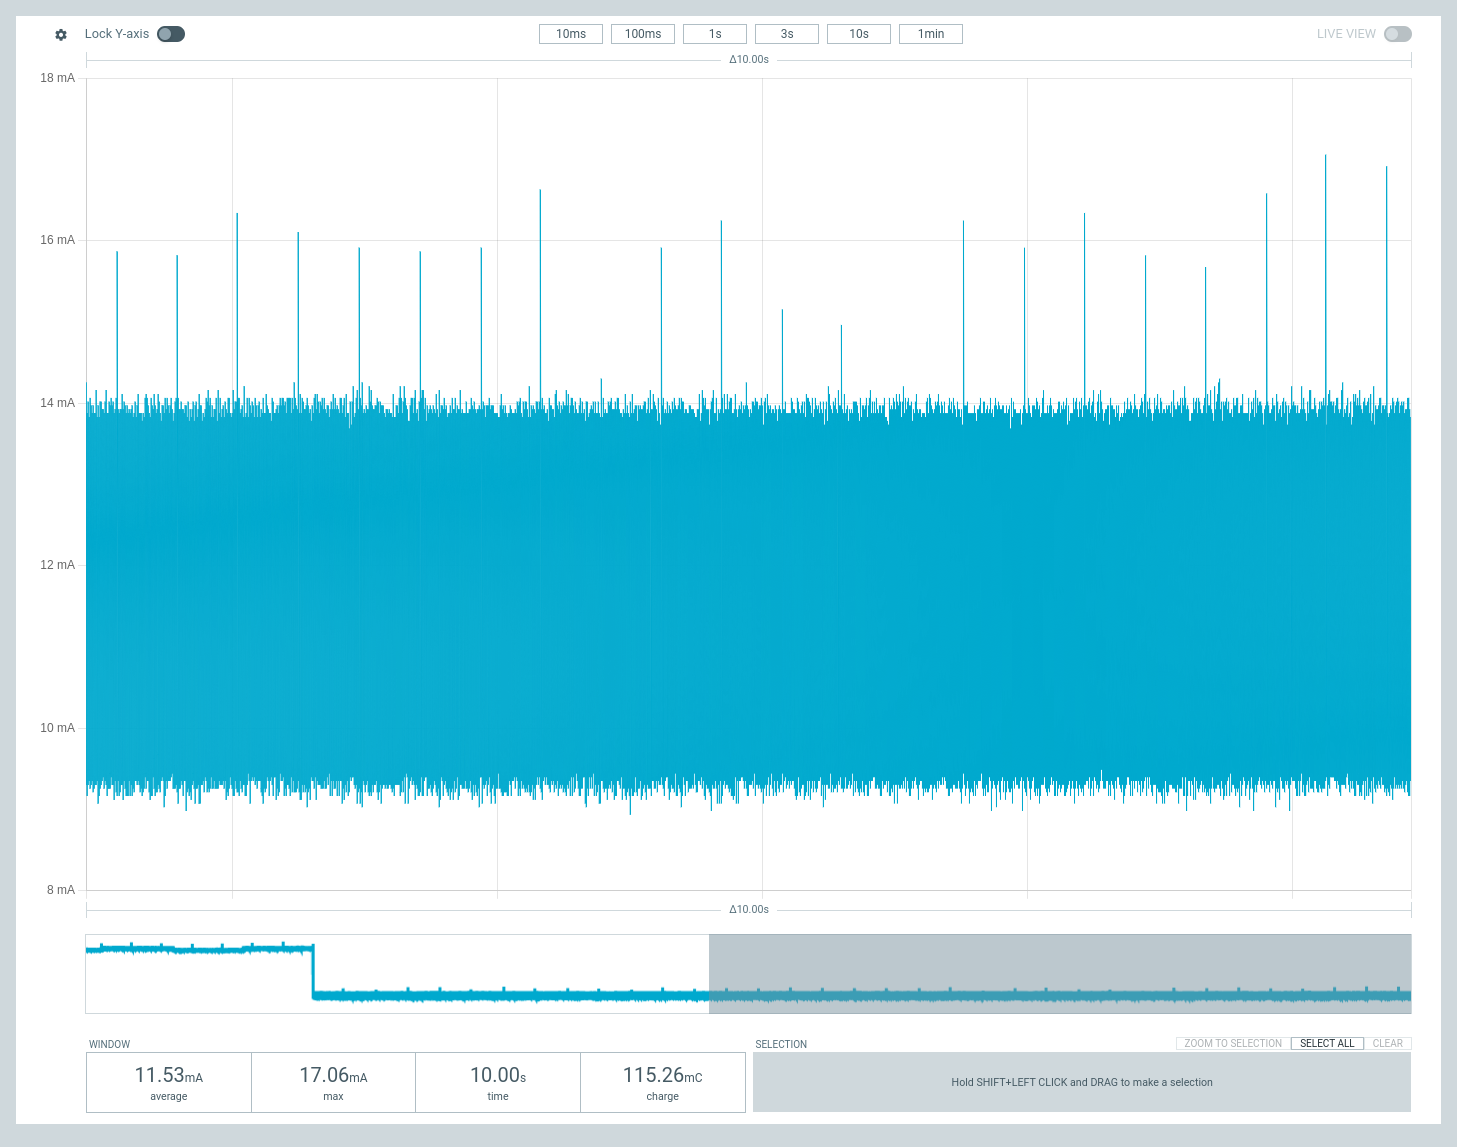 Lock Y-axis 10ms 100ms 1s 3s 10s 1min LIVE VIEW
Δ10.00s
18 mA
16 mA
14 mA
12 mA
10 mA
8 mA
Δ10.00s
WINDOW SELECTION ZOOM TO SELECTION SELECT ALL CLEAR
11.53mA 17.06mA 10.00s 115.26mC
average max time charge
Hold SHIFT+LEFT CLICK and DRAG to make a selection